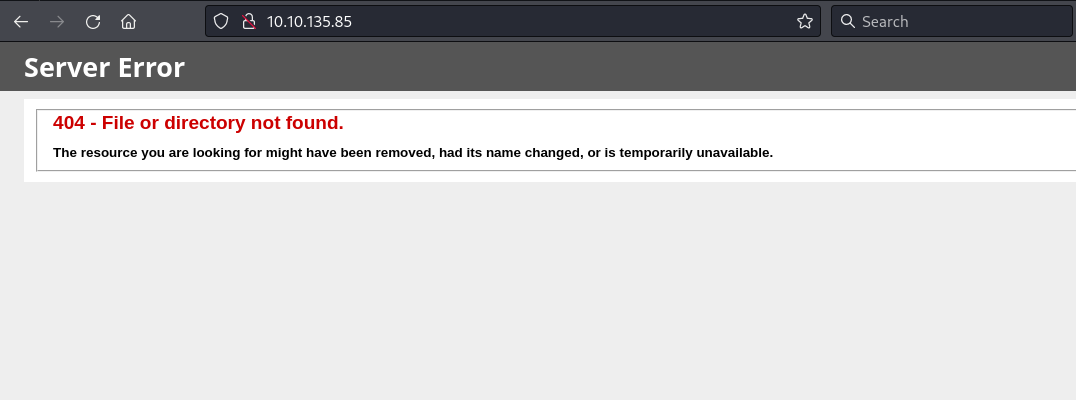 10.10.135.85
Search
Server Error
404 - File or directory not found.
The resource you are looking for might have been removed, had its name changed, or is temporarily unavailable.